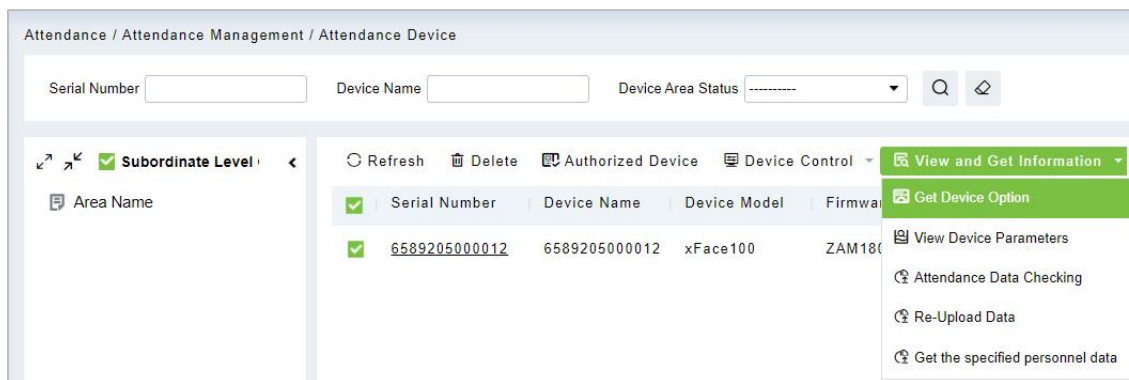 Attendance / Attendance Management / Attendance Device
Serial Number Device Name Device Area Status ----------
Subordinate Level
Refresh Delete Authorized Device Device Control View and Get Information
Area Name
Serial Number Device Name Device Model Firmwa
Get Device Option
6589205000012 6589205000012 xFace100 ZAM180
View Device Parameters
Attendance Data Checking
Re-Upload Data
Get the specified personnel data